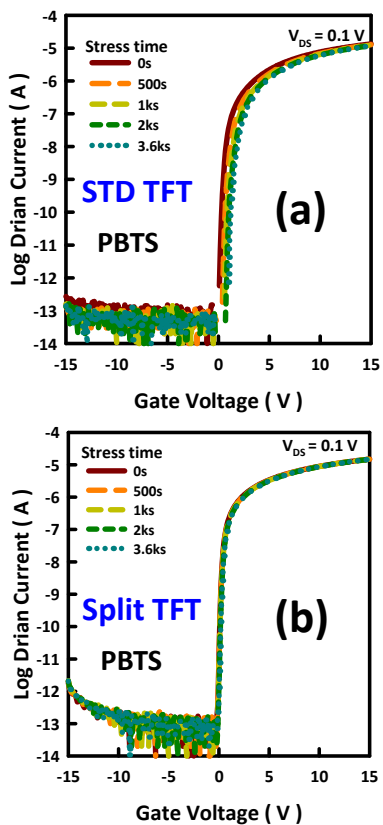 -4
V_DS = 0.1 V
Stress time
0s
500s
1ks
2ks
3.6ks
-5
-6
-7
-8
-9
-10
-11
-12
-13
-14
Log Drian Current ( A )
STD TFT
PBTS
(a)
-15 -10 -5 0 5 10 15
Gate Voltage ( V )
-4
V_DS = 0.1 V
Stress time
0s
500s
1ks
2ks
3.6ks
-5
-6
-7
-8
-9
-10
-11
-12
-13
-14
Log Drian Current ( A )
Split TFT
PBTS
(b)
-15 -10 -5 0 5 10 15
Gate Voltage ( V )